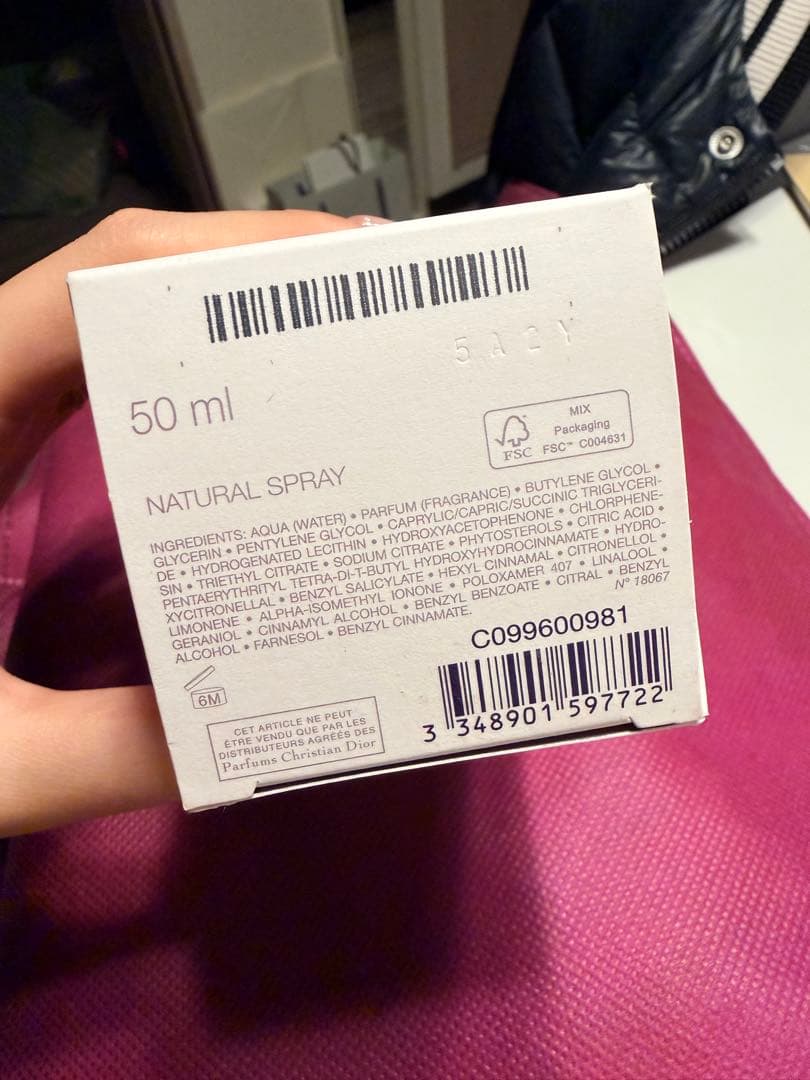 5A2Y
50 ml
MIX
Packaging
FSC™ C004631
FSC
NATURAL SPRAY
INGREDIENTS: AQUA (WATER) • PARFUM (FRAGRANCE) • BUTYLENE GLYCOL •
GLYCERIN • PENTYLENE GLYCOL • CAPRYLIC/CAPRIC/SUCCINIC TRIGLYCERI-
DE • HYDROGENATED LECITHIN • HYDROXYACETOPHENONE • CHLORPHENE-
SIN • TRIETHYL CITRATE • SODIUM CITRATE • PHYTOSTEROLS • CITRIC ACID •
PENTAERYTHRITYL TETRA-DI-T-BUTYL HYDROXYHYDROCINNAMATE • HYDRO-
XYCITRONELLAL • BENZYL SALICYLATE • HEXYL CINNAMAL • CITRONELLOL •
LIMONENE • ALPHA-ISOMETHYL IONONE • POLOXAMER 407 • LINALOOL •
GERANIOL • CINNAMYL ALCOHOL • BENZYL BENZOATE • CITRAL • BENZYL
ALCOHOL • FARNESOL • BENZYL CINNAMATE.
N° 18067
C099600981
6M
CET ARTICLE NE PEUT
ÊTRE VENDU QUE PAR LES
DISTRIBUTEURS AGRÉÉS DES
Parfums Christian Dior
3 348901 597722